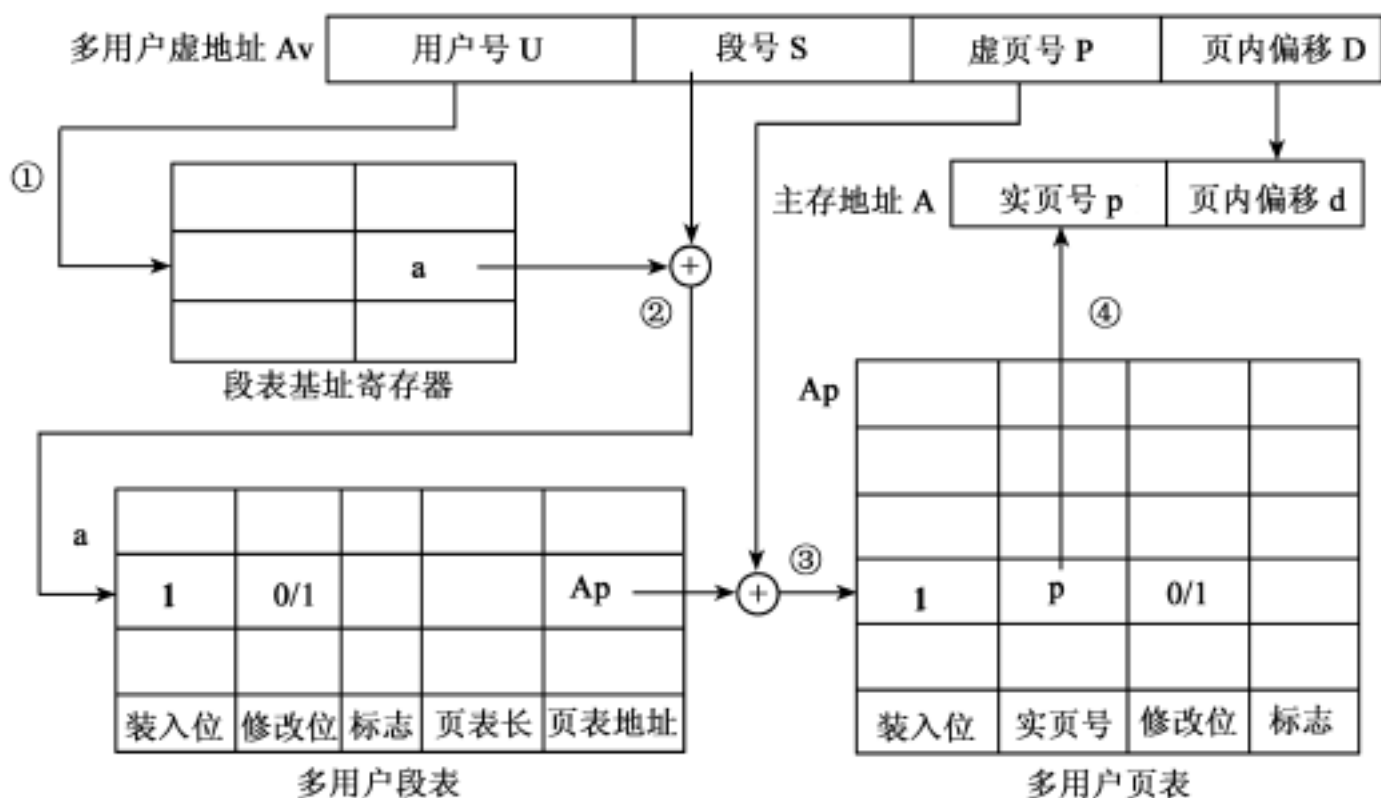 多用户虚地址 Av 用户号 U 段号 S 虚页号 P 页内偏移 D
①
主存地址 A 实页号 p 页内偏移 d
a
②
④
段表基址寄存器
Ap
a
1 0/1 Ap
③
1 p 0/1
装入位 修改位 标志 页表长 页表地址
装入位 实页号 修改位 标志
多用户段表
多用户页表